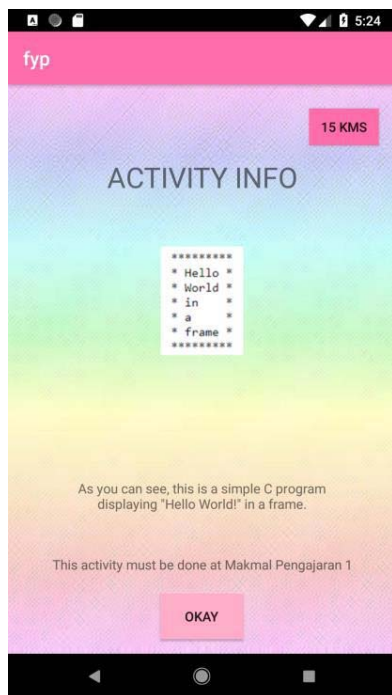 5:24
fyp
15 KMS
ACTIVITY INFO
*********
* Hello *
* World *
* in    *
* a     *
* frame *
*********
As you can see, this is a simple C program
displaying "Hello World!" in a frame.
This activity must be done at Makmal Pengajaran 1
OKAY